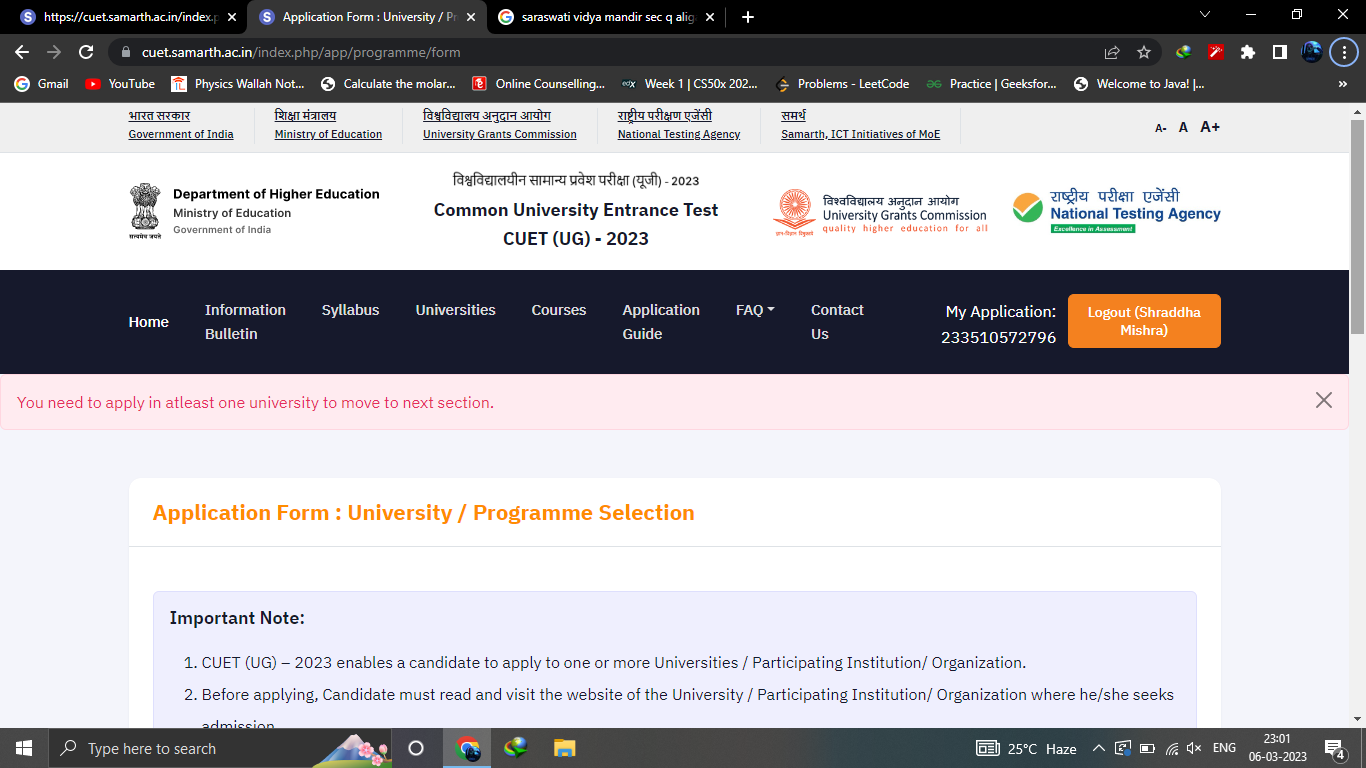 https://cuet.samarth.ac.in/index.p
Application Form : University / Pr
saraswati vidya mandir sec q alig
cuet.samarth.ac.in/index.php/app/programme/form
Gmail
YouTube
Physics Wallah Not...
Calculate the molar...
Online Counselling...
edX
Week 1 | CS50x 202...
Problems - LeetCode
Practice | Geeksfor...
Welcome to Java! |...
»
भारत सरकार
Government of India
शिक्षा मंत्रालय
Ministry of Education
विश्वविद्यालय अनुदान आयोग
University Grants Commission
राष्ट्रीय परीक्षण एजेंसी
National Testing Agency
समर्थ
Samarth, ICT Initiatives of MoE
A- A A+
सत्यमेव जयते
Department of Higher Education
Ministry of Education
Government of India
विश्वविद्यालयीन सामान्य प्रवेश परीक्षा (यूजी) - 2023
Common University Entrance Test
CUET (UG) - 2023
विश्वविद्यालय अनुदान आयोग
University Grants Commission
quality higher education for all
राष्ट्रीय परीक्षा एजेंसी
National Testing Agency
Excellence in Assessment
Home
Information
Bulletin
Syllabus
Universities
Courses
Application
Guide
FAQ
Contact
Us
My Application:
233510572796
Logout (Shraddha
Mishra)
You need to apply in atleast one university to move to next section.
Application Form : University / Programme Selection
Important Note:
1. CUET (UG) – 2023 enables a candidate to apply to one or more Universities / Participating Institution/ Organization.
2. Before applying, Candidate must read and visit the website of the University / Participating Institution/ Organization where he/she seeks
admission
Type here to search
25°C Haze
ENG
23:01
06-03-2023
4